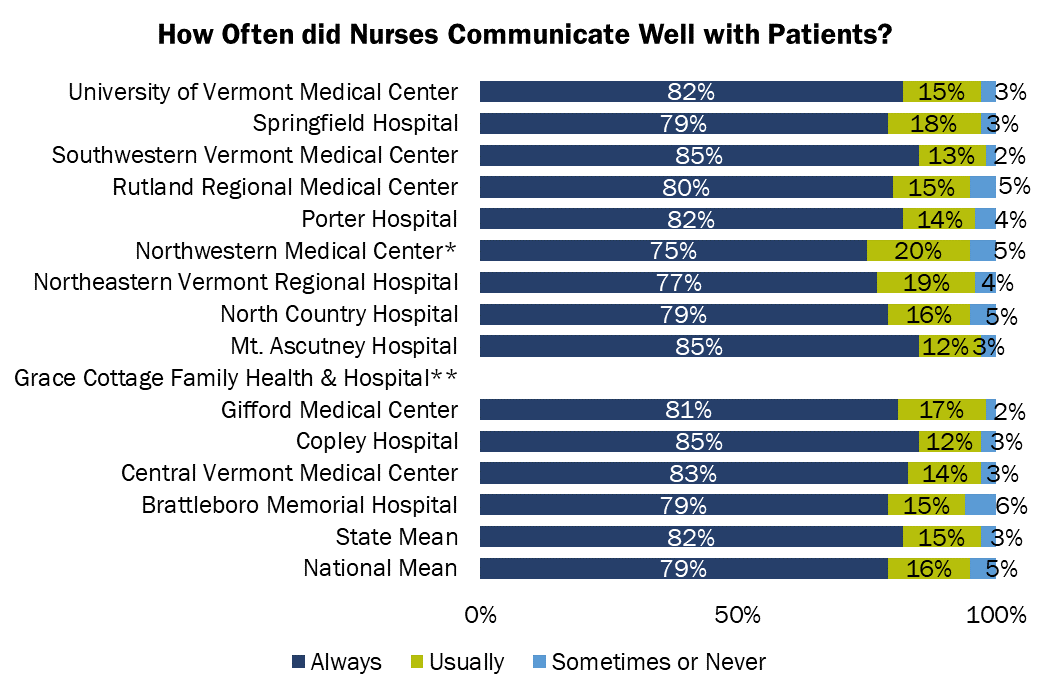 How Often did Nurses Communicate Well with Patients?
University of Vermont Medical Center 82% 15% 3%
Springfield Hospital 79% 18% 3%
Southwestern Vermont Medical Center 85% 13% 2%
Rutland Regional Medical Center 80% 15% 5%
Porter Hospital 82% 14% 4%
Northwestern Medical Center* 75% 20% 5%
Northeastern Vermont Regional Hospital 77% 19% 4%
North Country Hospital 79% 16% 5%
Mt. Ascutney Hospital 85% 12% 3%
Grace Cottage Family Health & Hospital**
Gifford Medical Center 81% 17% 2%
Copley Hospital 85% 12% 3%
Central Vermont Medical Center 83% 14% 3%
Brattleboro Memorial Hospital 79% 15% 6%
State Mean 82% 15% 3%
National Mean 79% 16% 5%
0% 50% 100%
Always Usually Sometimes or Never